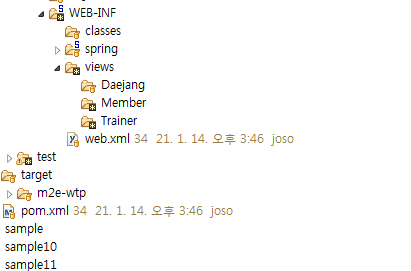 WEB-INF
classes
spring
views
Daejang
Member
Trainer
web.xml 34 21. 1. 14. 오후 3:46 joso
test
target
m2e-wtp
pom.xml 34 21. 1. 14. 오후 3:46 joso
sample
sample10
sample11